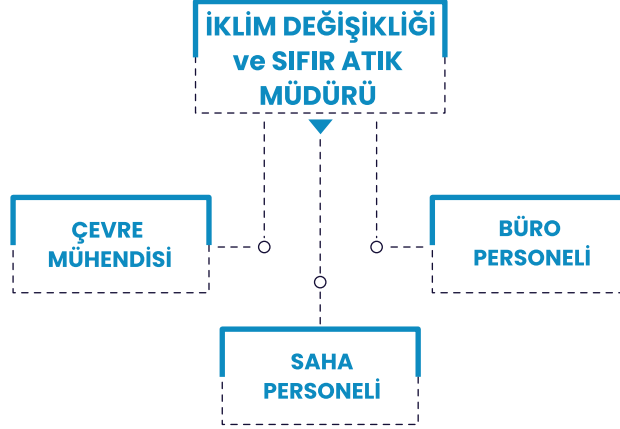 İKLİM DEĞİŞİKLİĞİ
ve SIFIR ATIK
MÜDÜRÜ
ÇEVRE
MÜHENDİSİ
BÜRO
PERSONELİ
SAHA
PERSONELİ